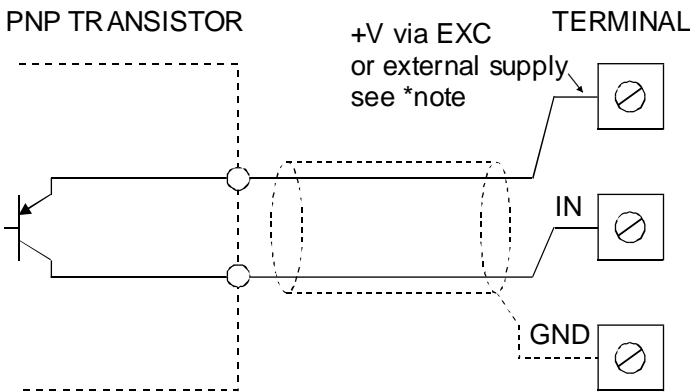 PNP TRANSISTOR
TERMINAL
+V via EXC
or external supply
see *note
IN
GND